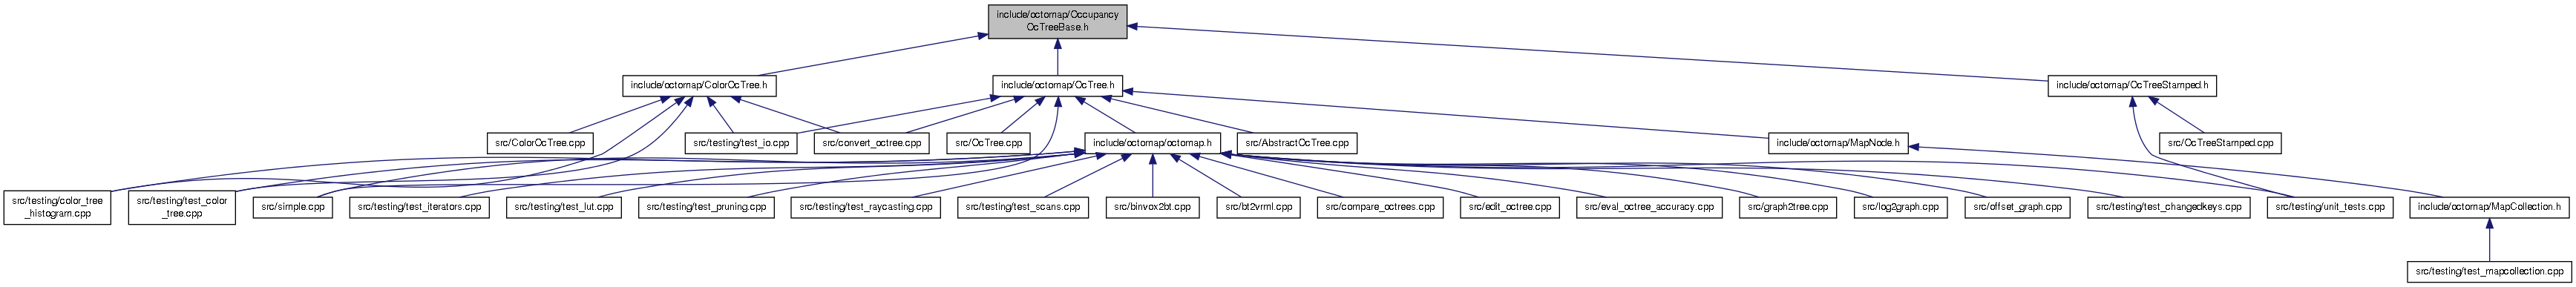 include/octomap/Occupancy
OcTreeBase.h
include/octomap/ColorOcTree.h
include/octomap/OcTree.h
include/octomap/OcTreeStamped.h
src/ColorOcTree.cpp
src/testing/test_io.cpp
src/convert_octree.cpp
src/OcTree.cpp
include/octomap/octomap.h
src/AbstractOcTree.cpp
include/octomap/MapNode.h
src/OcTreeStamped.cpp
src/testing/color_tree
_histogram.cpp
src/testing/test_color
_tree.cpp
src/simple.cpp
src/testing/test_iterators.cpp
src/testing/test_lut.cpp
src/testing/test_pruning.cpp
src/testing/test_raycasting.cpp
src/testing/test_scans.cpp
src/binvox2bt.cpp
src/bt2vrml.cpp
src/compare_octrees.cpp
src/edit_octree.cpp
src/eval_octree_accuracy.cpp
src/graph2tree.cpp
src/log2graph.cpp
src/offset_graph.cpp
src/testing/test_changedkeys.cpp
src/testing/unit_tests.cpp
include/octomap/MapCollection.h
src/testing/test_mapcollection.cpp